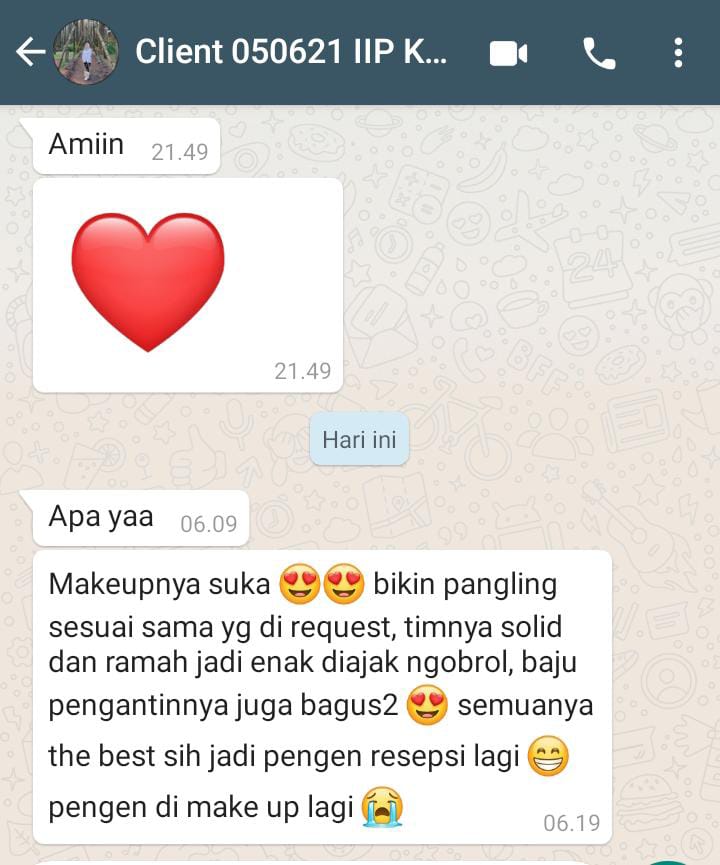 Client 050621 IIP K...
Amiin 21.49
21.49
Hari ini
Apa yaa 06.09
Makeupnya suka 😍😍 bikin pangling
sesuai sama yg di request, timnya solid
dan ramah jadi enak diajak ngobrol, baju
pengantinnya juga bagus2 😍 semuanya
the best sih jadi pengen resepsi lagi 😁
pengen di make up lagi 😭
06.19